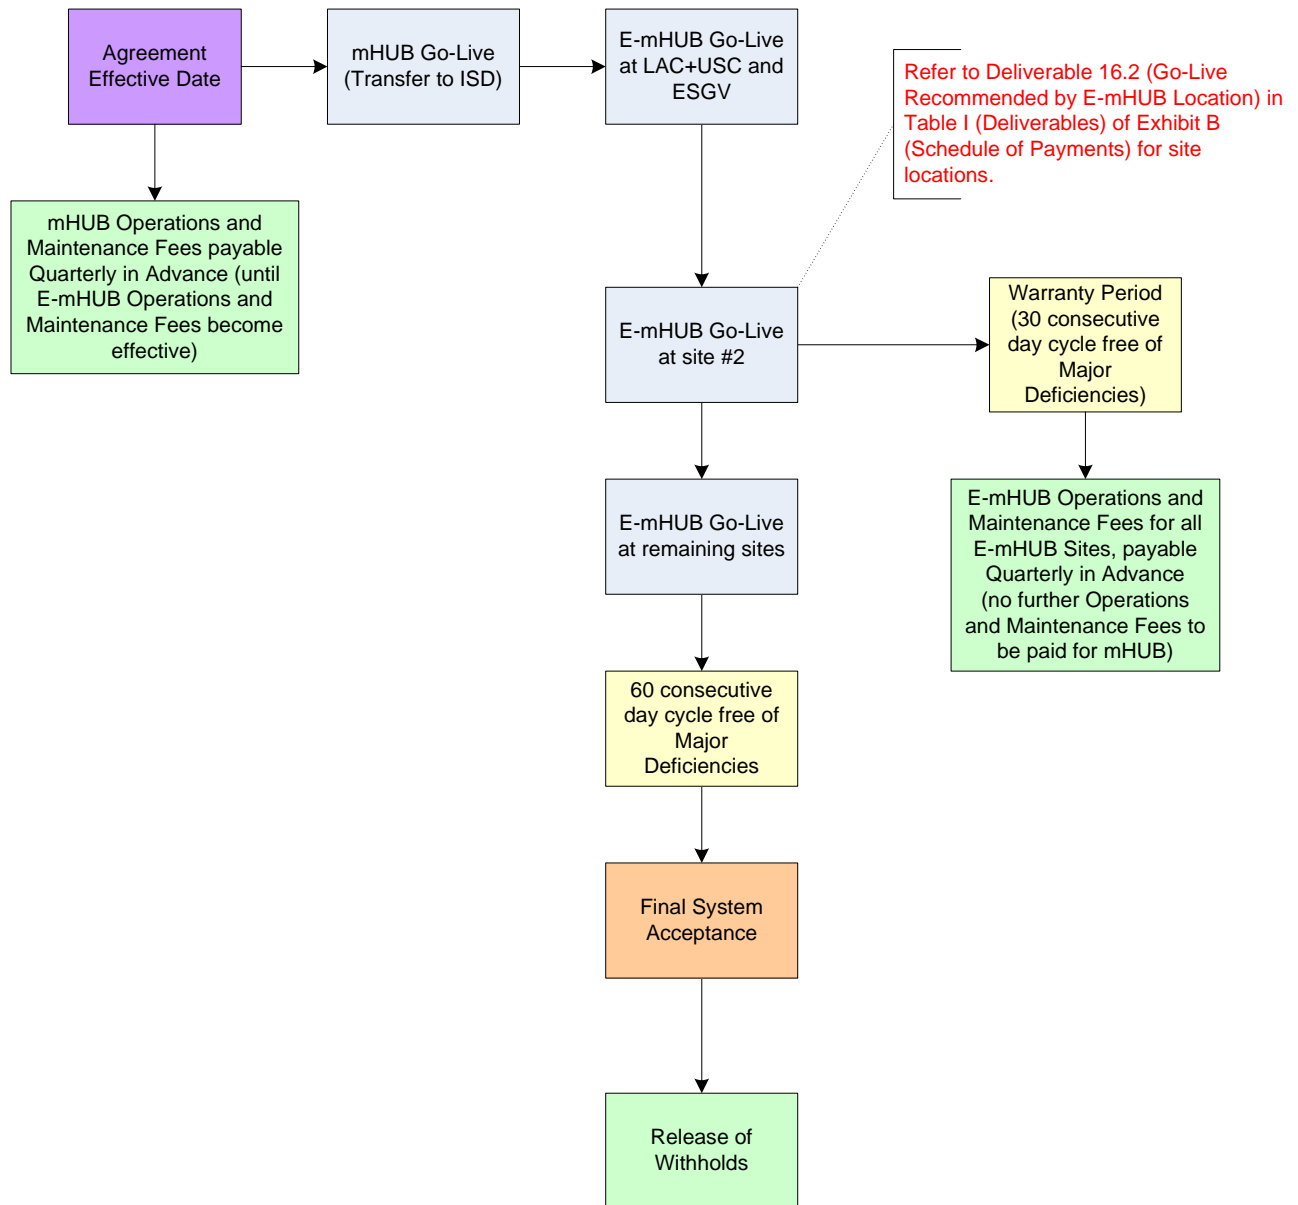 Agreement
Effective Date
mHUB Go-Live
(Transfer to ISD)
E-mHUB Go-Live
at LAC+USC and
ESGV
Refer to Deliverable 16.2 (Go-Live
Recommended by E-mHUB Location) in
Table I (Deliverables) of Exhibit B
(Schedule of Payments) for site
locations.
mHUB Operations and
Maintenance Fees payable
Quarterly in Advance (until
E-mHUB Operations and
Maintenance Fees become
effective)
E-mHUB Go-Live
at site #2
Warranty Period
(30 consecutive
day cycle free of
Major
Deficiencies)
E-mHUB Go-Live
at remaining sites
E-mHUB Operations and
Maintenance Fees for all
E-mHUB Sites, payable
Quarterly in Advance
(no further Operations
and Maintenance Fees to
be paid for mHUB)
60 consecutive
day cycle free of
Major
Deficiencies
Final System
Acceptance
Release of
Withholds